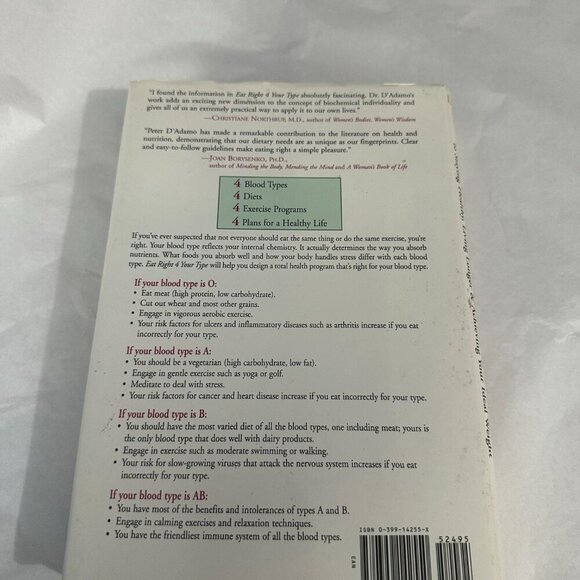 "I found the information in Eat Right 4 Your Type absolutely fascinating. Dr. D'Adamo's
work adds an exciting new dimension to the concept of biochemical individuality and
gives all of us an extremely practical way to apply it to our own lives."
—CHRISTIANE NORTHRUP, M.D., author of Women's Bodies, Women's Wisdom
"Peter D'Adamo has made a remarkable contribution to the literature on health and
nutrition, demonstrating that our dietary needs are as unique as our fingerprints. Clear
and easy-to-follow guidelines make eating right a simple pleasure."
—JOAN BORYSENKO, PH.D.,
author of Minding the Body, Mending the Mind and A Woman's Book of Life
4 Blood Types
4 Diets
4 Exercise Programs
4 Plans for a Healthy Life
If you've ever suspected that not everyone should eat the same thing or do the same exercise, you're
right. Your blood type reflects your internal chemistry. It actually determines the way you absorb
nutrients. What foods you absorb well and how your body handles stress differ with each blood
type. Eat Right 4 Your Type will help you design a total health program that's right for your blood type.
If your blood type is O:
• Eat meat (high protein, low carbohydrate).
• Cut out wheat and most other grains.
• Engage in vigorous aerobic exercise.
• Your risk factors for ulcers and inflammatory diseases such as arthritis increase if you eat
incorrectly for your type.
If your blood type is A:
• You should be a vegetarian (high carbohydrate, low fat).
• Engage in gentle exercise such as yoga or golf.
• Meditate to deal with stress.
• Your risk factors for cancer and heart disease increase if you eat incorrectly for your type.
If your blood type is B:
• You should have the most varied diet of all the blood types, one including meat; yours is
the only blood type that does well with dairy products.
• Engage in exercise such as moderate swimming or walking.
• Your risk for slow-growing viruses that attack the nervous system increases if you eat
incorrectly for your type.
If your blood type is AB:
• You have most of the benefits and intolerances of types A and B.
• Engage in calming exercises and relaxation techniques.
• You have the friendliest immune system of all the blood types.
ISBN 0-399-14255-X
52495
EAN
Your Ideal Weight